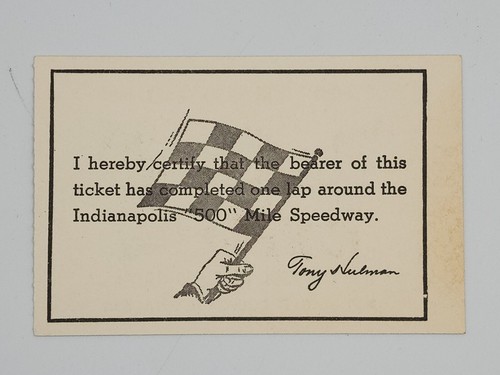 I hereby certify that the bearer of this
ticket has completed one lap around the
Indianapolis "500" Mile Speedway.
Tony Hulman